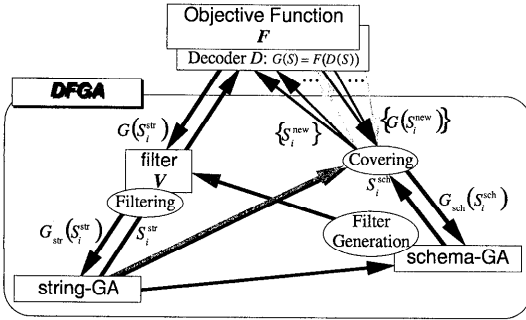 Objective Function
F
Decoder D: G(S) = F(D(S))
... ...
DFGA
G(S_i^str)
{S_i^new}
{G(S_i^new)}
filter
V
Covering
Filtering
S_i^sch
G_str(S_i^str)
S_i^str
G_sch(S_i^sch)
Filter
Generation
schema-GA
string-GA